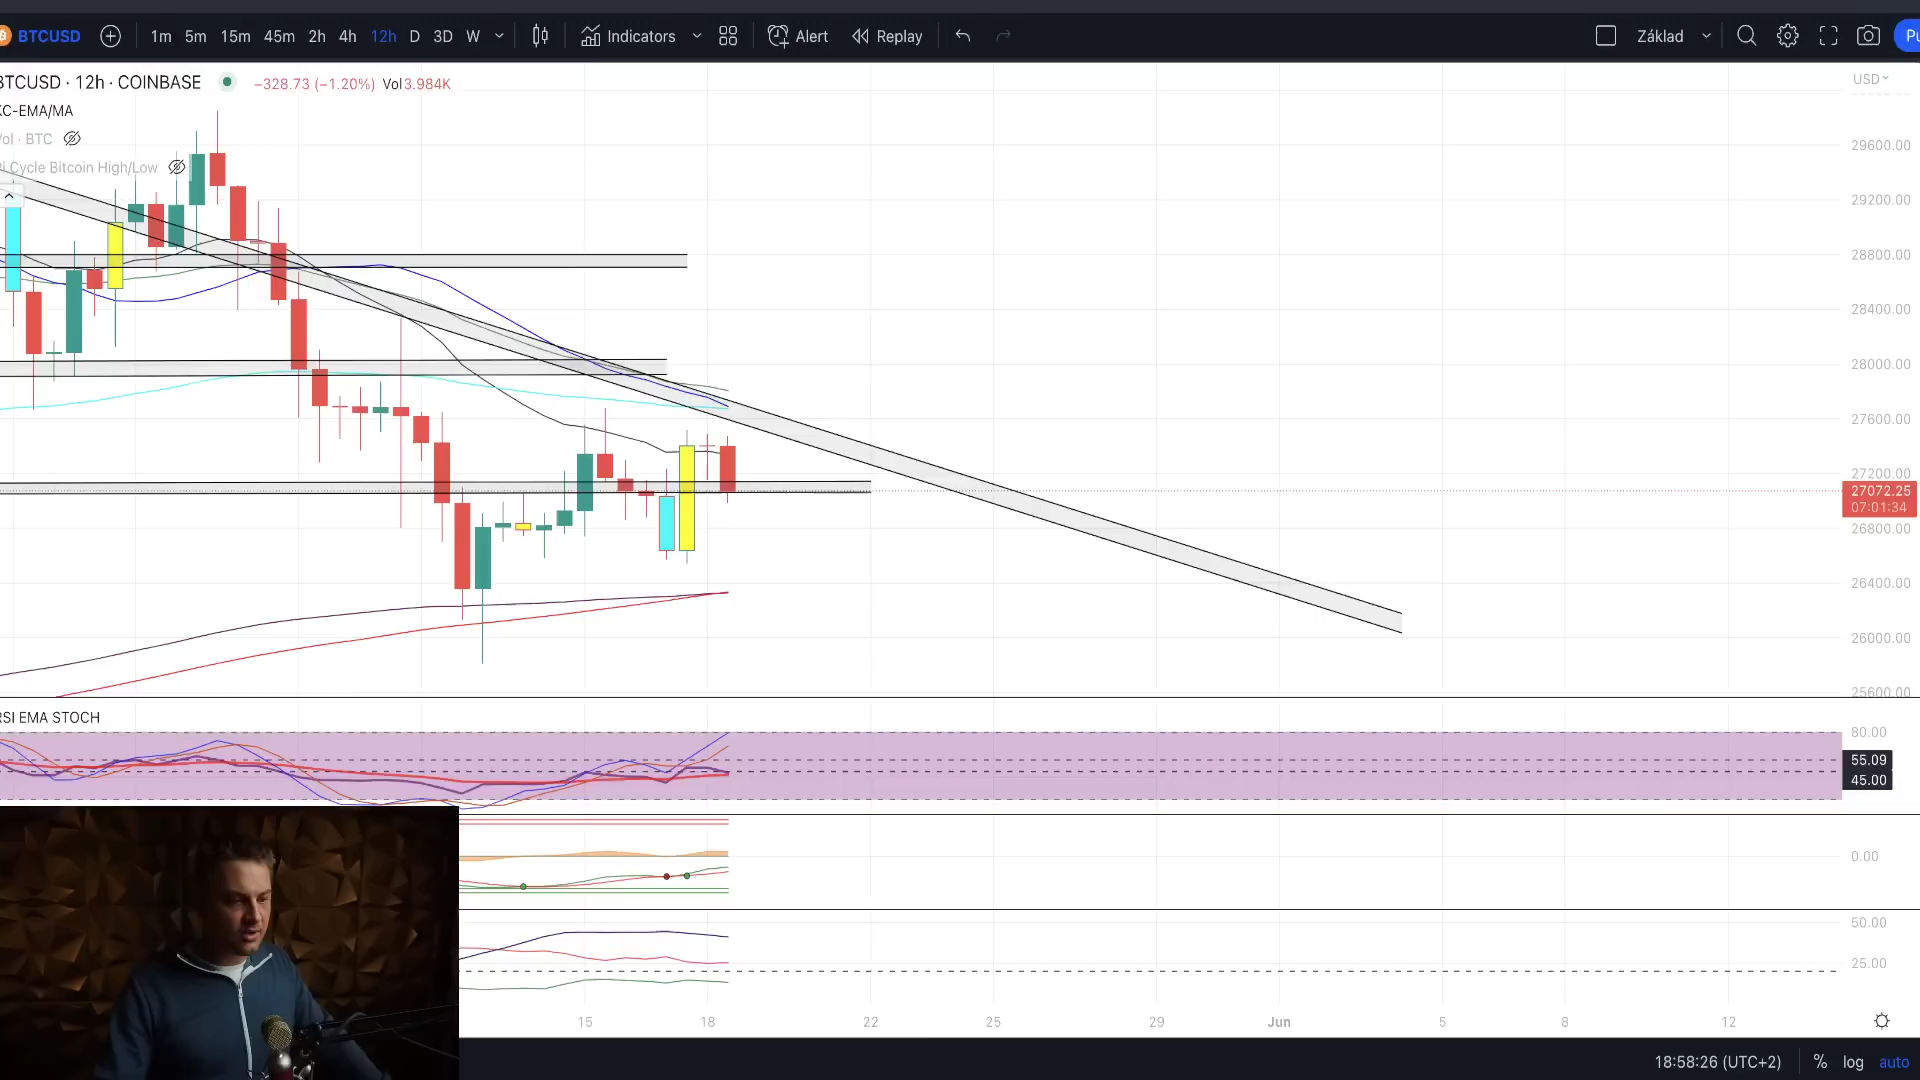 BTCUSD 1m 5m 15m 45m 2h 4h 12h D 3D W Indicators Alert Replay Základ
BTCUSD · 12h · COINBASE −328.73 (−1.20%) Vol3.984K
USD
KC-EMA/MA
Vol · BTC
Pi Cycle Bitcoin High/Low
29600.00
29200.00
28800.00
28400.00
28000.00
27600.00
27200.00
27072.25
07:01:34
26800.00
26400.00
26000.00
25600.00
RSI EMA STOCH
80.00
55.09
45.00
0.00
50.00
25.00
15 18 22 25 29 Jun 5 8 12
18:58:26 (UTC+2) % log auto